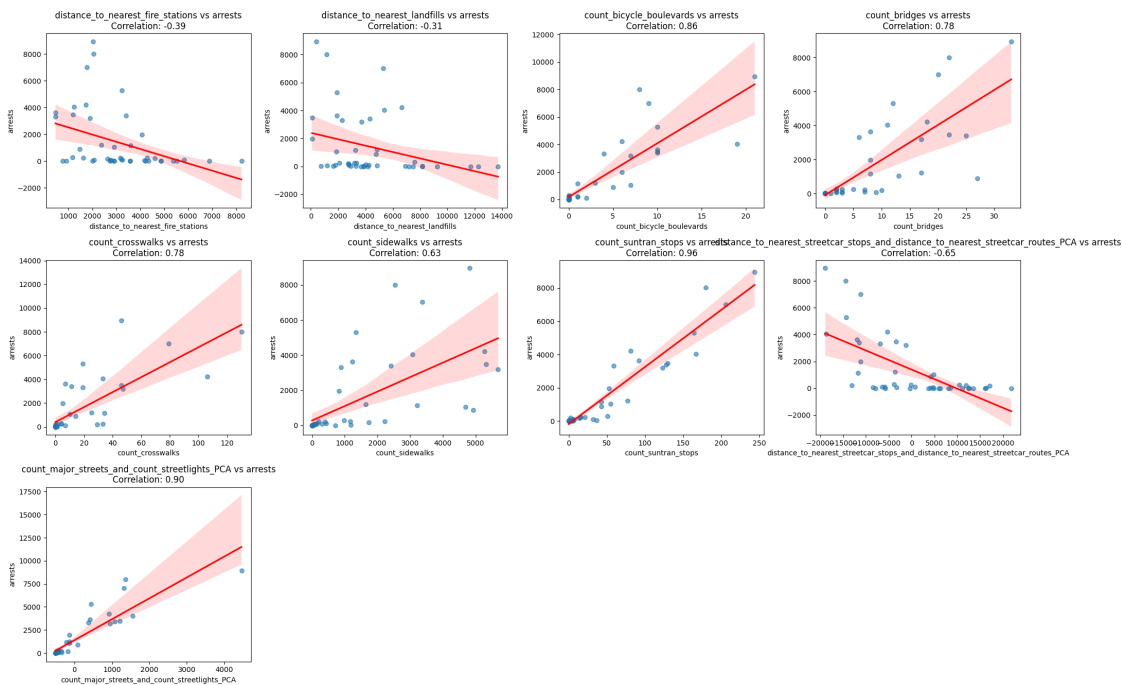 distance_to_nearest_fire_stations vs arrests
Correlation: -0.39
8000
6000
4000
2000
0
−2000
arrests
1000 2000 3000 4000 5000 6000 7000 8000
distance_to_nearest_fire_stations
distance_to_nearest_landfills vs arrests
Correlation: -0.31
8000
6000
4000
2000
0
−2000
arrests
0 2000 4000 6000 8000 10000 12000 14000
distance_to_nearest_landfills
count_bicycle_boulevards vs arrests
Correlation: 0.86
12000
10000
8000
6000
4000
2000
0
arrests
0 5 10 15 20
count_bicycle_boulevards
count_bridges vs arrests
Correlation: 0.78
8000
6000
4000
2000
0
arrests
0 5 10 15 20 25 30
count_bridges
count_crosswalks vs arrests
Correlation: 0.78
14000
12000
10000
8000
6000
4000
2000
0
arrests
0 20 40 60 80 100 120
count_crosswalks
count_sidewalks vs arrests
Correlation: 0.63
8000
6000
4000
2000
0
arrests
0 1000 2000 3000 4000 5000
count_sidewalks
count_suntran_stops vs arrests
Correlation: 0.96
8000
6000
4000
2000
0
arrests
0 50 100 150 200 250
count_suntran_stops
distance_to_nearest_streetcar_stops_and_distance_to_nearest_streetcar_routes_PCA vs arrests
Correlation: -0.65
8000
6000
4000
2000
0
−2000
arrests
−20000 −15000 −10000 −5000 0 5000 10000 15000 20000
distance_to_nearest_streetcar_stops_and_distance_to_nearest_streetcar_routes_PCA
count_major_streets_and_count_streetlights_PCA vs arrests
Correlation: 0.90
17500
15000
12500
10000
7500
5000
2500
0
arrests
0 1000 2000 3000 4000
count_major_streets_and_count_streetlights_PCA